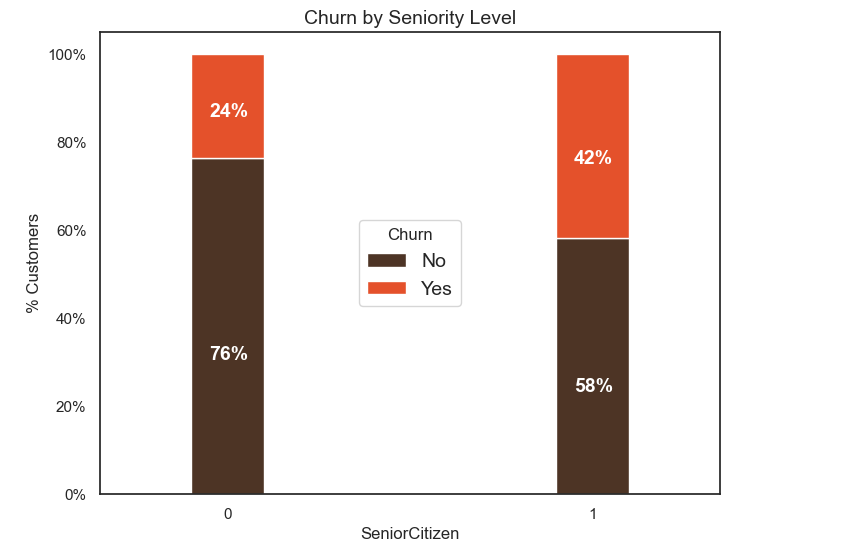 Churn by Seniority Level
100%
80%
60%
40%
20%
0%
% Customers
24%
76%
42%
58%
Churn
No
Yes
0
1
SeniorCitizen